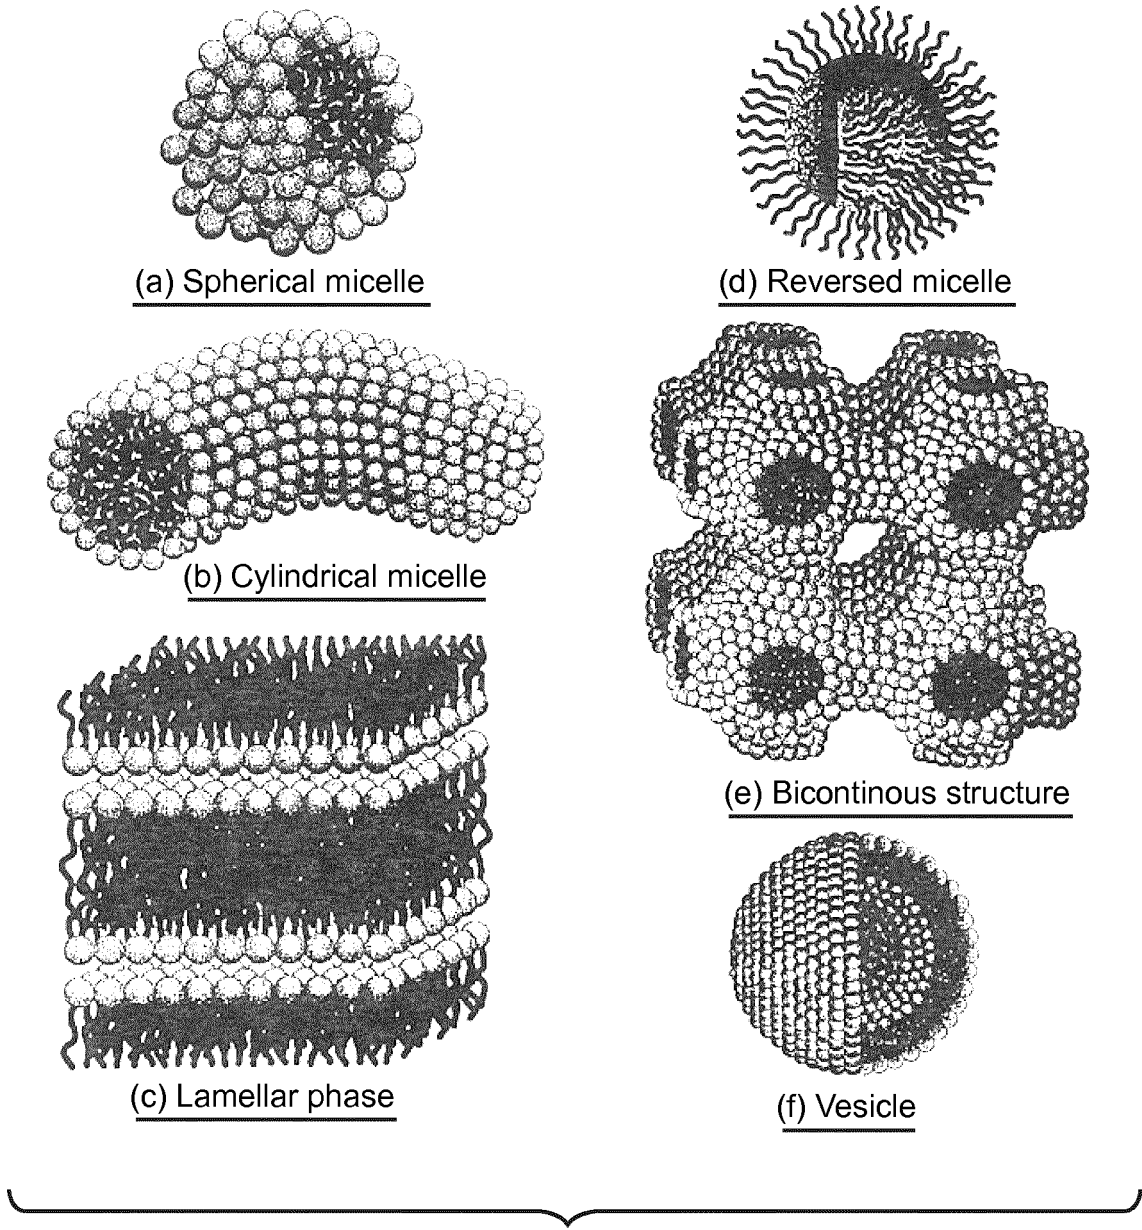 (a) Spherical micelle
(d) Reversed micelle
(b) Cylindrical micelle
(e) Bicontinous structure
(c) Lamellar phase
(f) Vesicle